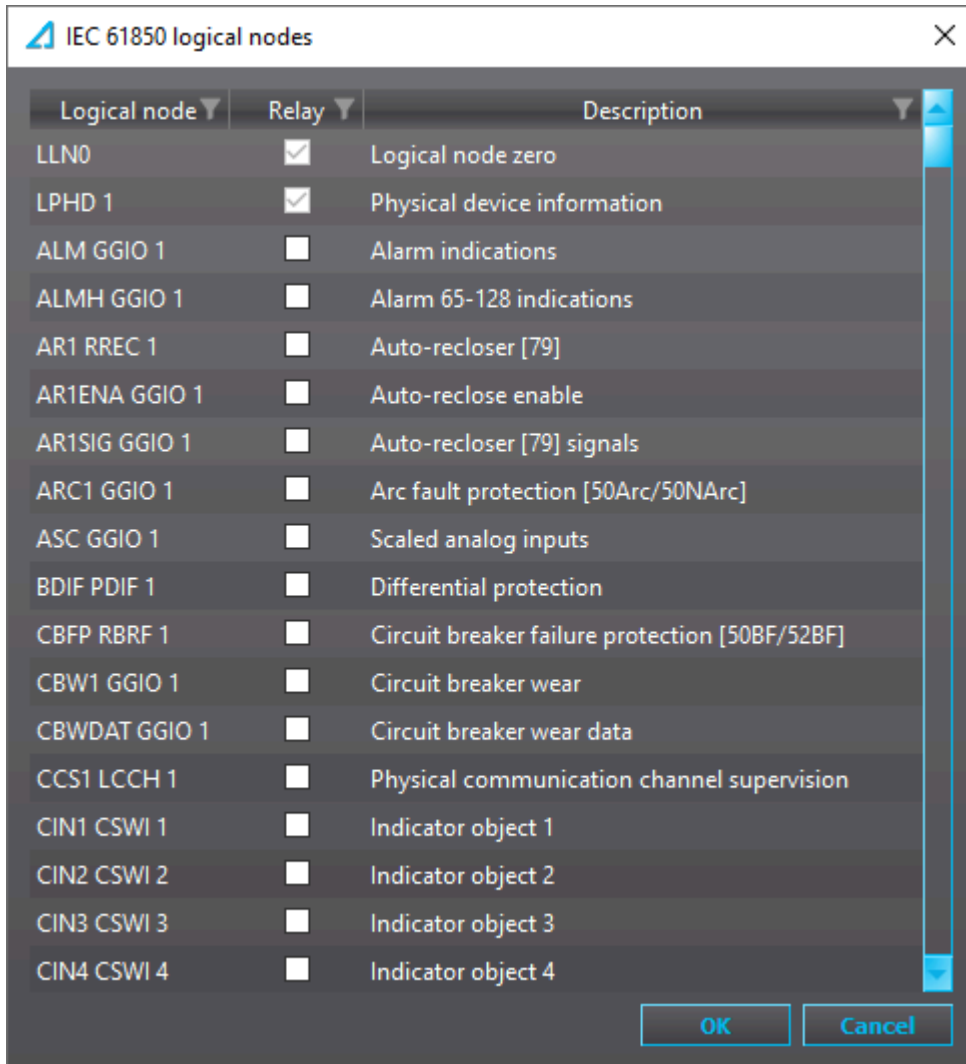 IEC 61850 logical nodes
Logical node Relay Description
LLN0 Logical node zero
LPHD 1 Physical device information
ALM GGIO 1 Alarm indications
ALMH GGIO 1 Alarm 65-128 indications
AR1 RREC 1 Auto-recloser [79]
AR1ENA GGIO 1 Auto-reclose enable
AR1SIG GGIO 1 Auto-recloser [79] signals
ARC1 GGIO 1 Arc fault protection [50Arc/50NArc]
ASC GGIO 1 Scaled analog inputs
BDIF PDIF 1 Differential protection
CBFP RBRF 1 Circuit breaker failure protection [50BF/52BF]
CBW1 GGIO 1 Circuit breaker wear
CBWDAT GGIO 1 Circuit breaker wear data
CCS1 LCCH 1 Physical communication channel supervision
CIN1 CSWI 1 Indicator object 1
CIN2 CSWI 2 Indicator object 2
CIN3 CSWI 3 Indicator object 3
CIN4 CSWI 4 Indicator object 4
OK Cancel